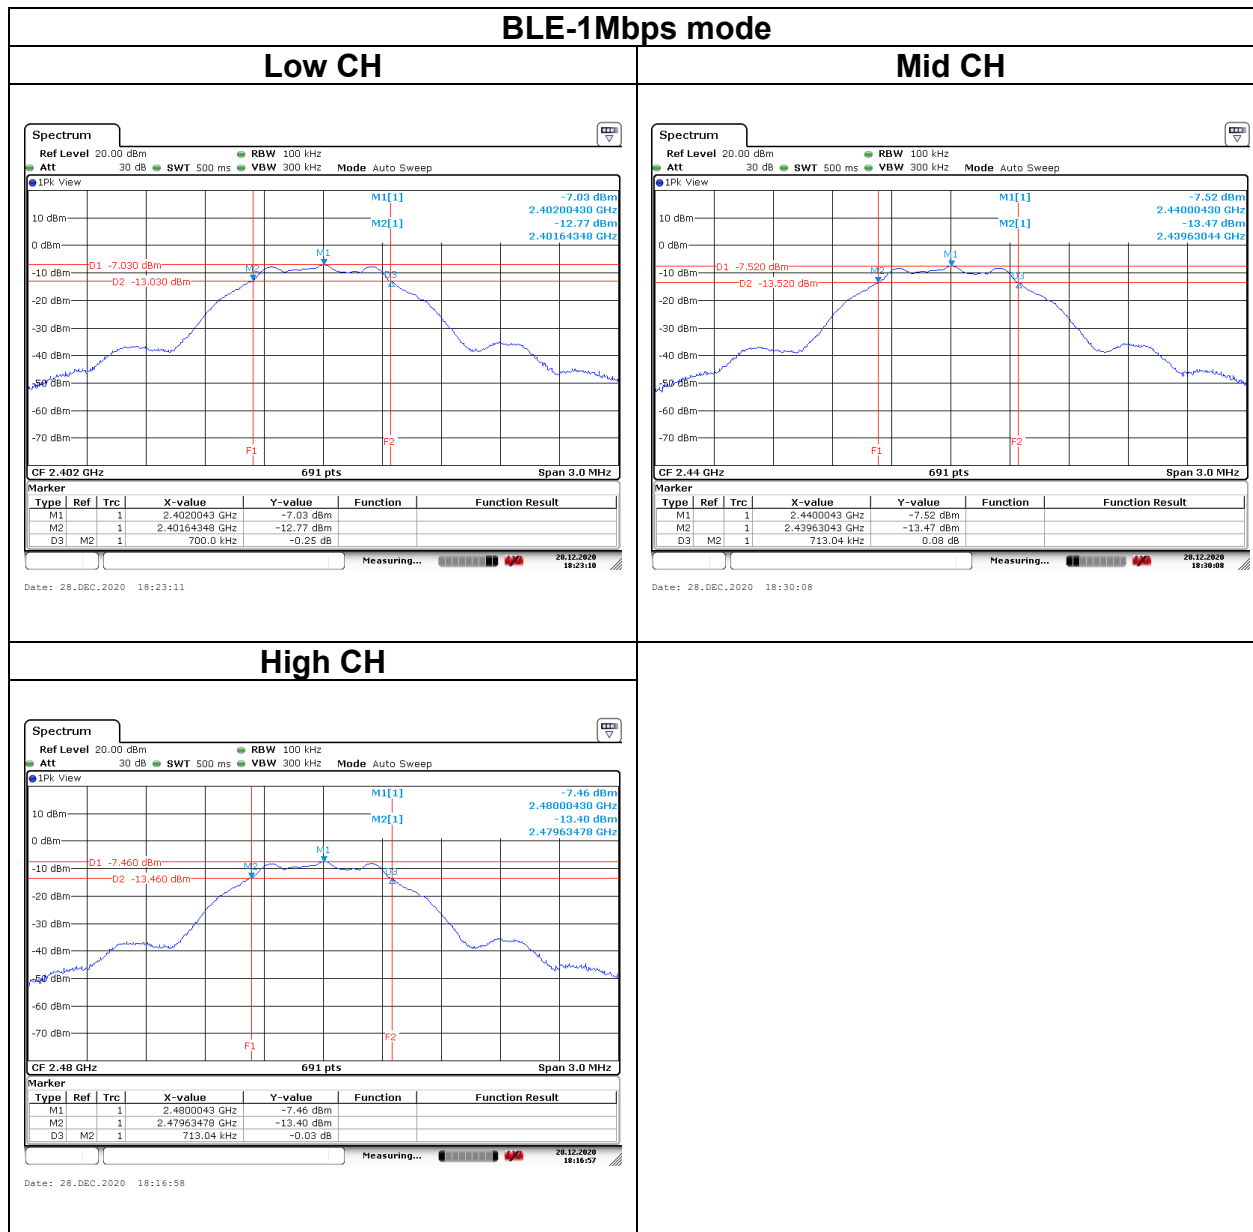 BLE-1Mbps mode
Low CH
Mid CH
Spectrum
Ref Level 20.00 dBm RBW 100 kHz
Att 30 dB SWT 500 ms VBW 300 kHz Mode Auto Sweep
1Pk View
M1[1] -7.03 dBm
2.40200430 GHz
M2[1] -12.77 dBm
2.40164348 GHz
10 dBm
0 dBm
M1
D1 -7.030 dBm
M2
D3
-10 dBm
D2 -13.030 dBm
-20 dBm
-30 dBm
-40 dBm
-50 dBm
-60 dBm
-70 dBm
F1
F2
CF 2.402 GHz 691 pts Span 3.0 MHz
Marker
Type Ref Trc X-value Y-value Function Function Result
M1 1 2.4020043 GHz -7.03 dBm
M2 1 2.40164348 GHz -12.77 dBm
D3 M2 1 700.0 kHz -0.25 dB
Measuring... 28.12.2020
18:23:10
Date: 28.DEC.2020 18:23:11
Spectrum
Ref Level 20.00 dBm RBW 100 kHz
Att 30 dB SWT 500 ms VBW 300 kHz Mode Auto Sweep
1Pk View
M1[1] -7.52 dBm
2.44000430 GHz
M2[1] -13.47 dBm
2.43963044 GHz
10 dBm
0 dBm
M1
D1 -7.520 dBm
M2
D3
-10 dBm
D2 -13.520 dBm
-20 dBm
-30 dBm
-40 dBm
-50 dBm
-60 dBm
-70 dBm
F1
F2
CF 2.44 GHz 691 pts Span 3.0 MHz
Marker
Type Ref Trc X-value Y-value Function Function Result
M1 1 2.4400043 GHz -7.52 dBm
M2 1 2.43963043 GHz -13.47 dBm
D3 M2 1 713.04 kHz 0.08 dB
Measuring... 28.12.2020
18:30:08
Date: 28.DEC.2020 18:30:08
High CH
Spectrum
Ref Level 20.00 dBm RBW 100 kHz
Att 30 dB SWT 500 ms VBW 300 kHz Mode Auto Sweep
1Pk View
M1[1] -7.46 dBm
2.48000430 GHz
M2[1] -13.40 dBm
2.47963478 GHz
10 dBm
0 dBm
M1
D1 -7.460 dBm
M2
D3
-10 dBm
D2 -13.460 dBm
-20 dBm
-30 dBm
-40 dBm
-50 dBm
-60 dBm
-70 dBm
F1
F2
CF 2.48 GHz 691 pts Span 3.0 MHz
Marker
Type Ref Trc X-value Y-value Function Function Result
M1 1 2.4800043 GHz -7.46 dBm
M2 1 2.47963478 GHz -13.40 dBm
D3 M2 1 713.04 kHz -0.03 dB
Measuring... 28.12.2020
18:16:57
Date: 28.DEC.2020 18:16:58